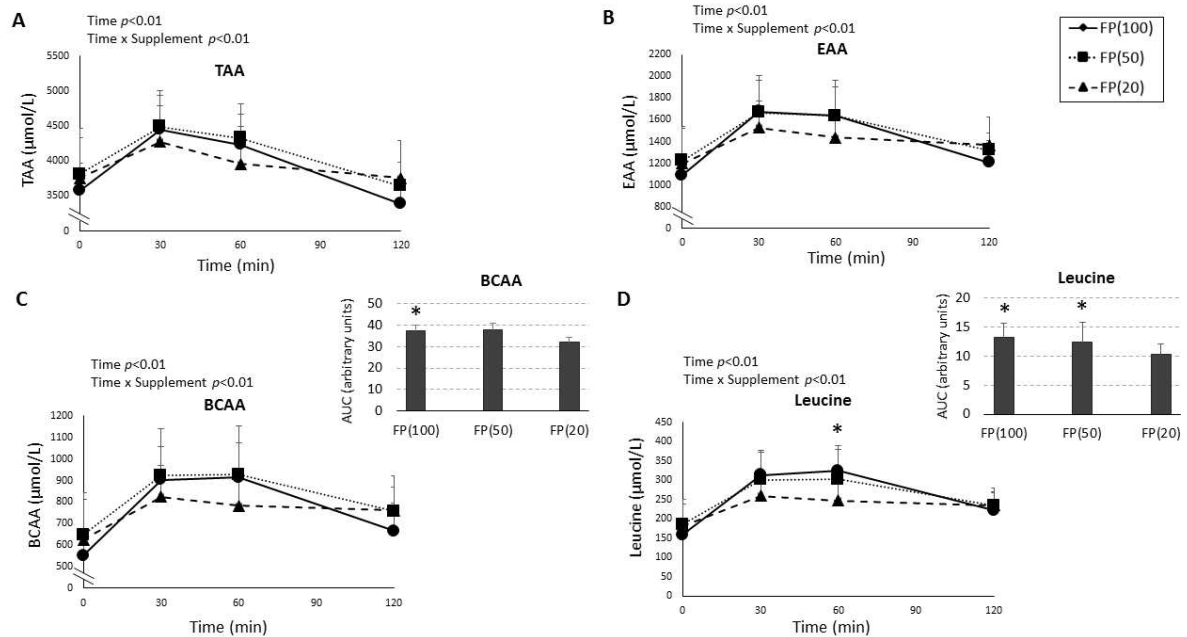 A
Time p<0.01
Time x Supplement p<0.01
TAA
TAA (µmol/L)
5500
5000
4500
4000
3500
0
0
30
60
90
120
Time (min)
B
Time p<0.01
Time x Supplement p<0.01
EAA
EAA (µmol/L)
2200
2000
1800
1600
1400
1200
1000
800
0
0
30
60
90
120
Time (min)
FP(100)
FP(50)
FP(20)
C
Time p<0.01
Time x Supplement p<0.01
BCAA
BCAA (µmol/L)
1200
1100
1000
900
800
700
600
500
0
0
30
60
90
120
Time (min)
BCAA
AUC (arbitrary units)
50
40
30
20
10
0
*
FP(100)
FP(50)
FP(20)
D
Time p<0.01
Time x Supplement p<0.01
Leucine
Leucine (µmol/L)
450
400
350
300
250
200
150
100
50
0
*
0
30
60
90
120
Time (min)
Leucine
AUC (arbitrary units)
20
15
10
5
0
*
*
FP(100)
FP(50)
FP(20)